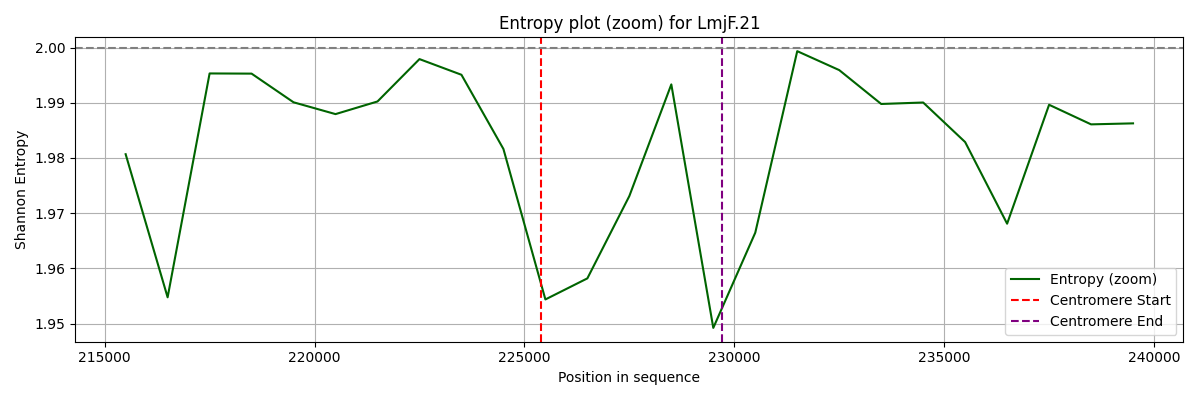 Entropy plot (zoom) for LmjF.21
Shannon Entropy
2.00
1.99
1.98
1.97
1.96
1.95
215000 220000 225000 230000 235000 240000
Position in sequence
Entropy (zoom)
Centromere Start
Centromere End